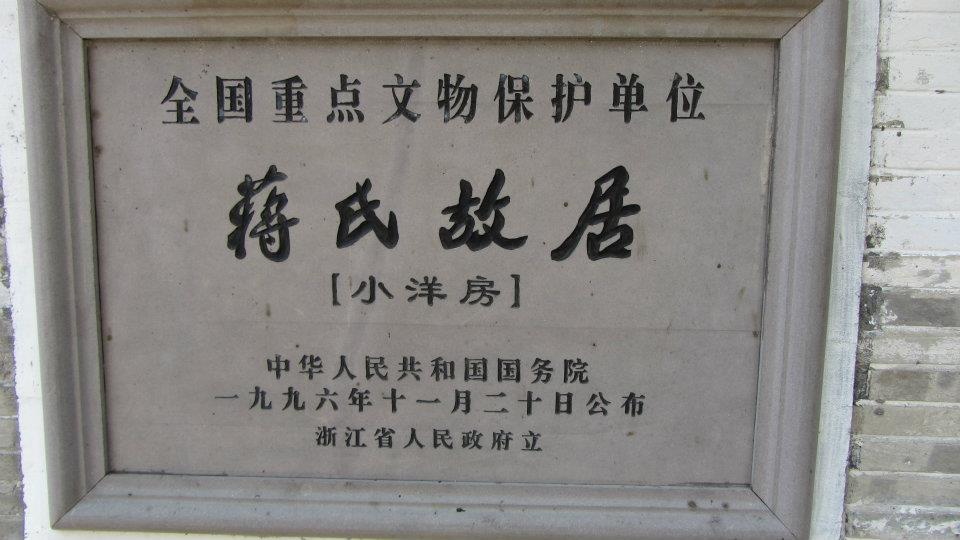 全国重点文物保护单位
蒋氏故居
[小洋房]
中华人民共和国国务院
一九九六年十一月二十日公布
浙江省人民政府立